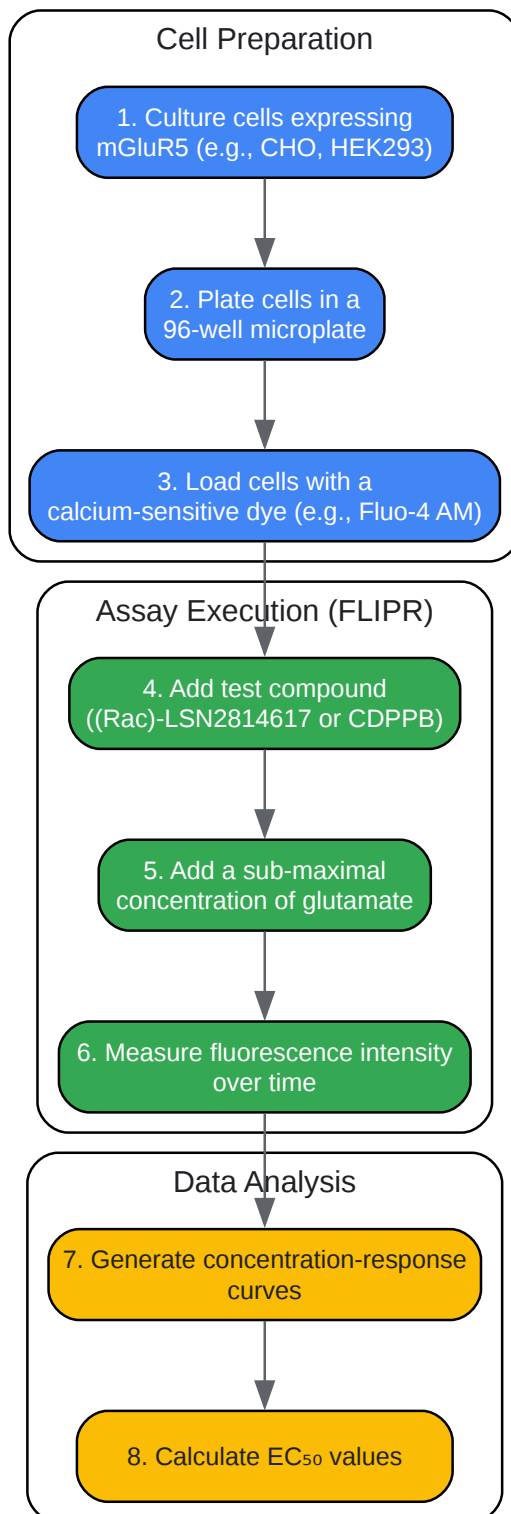 Cell Preparation
1. Culture cells expressing
mGluR5 (e.g., CHO, HEK293)
2. Plate cells in a
96-well microplate
3. Load cells with a
calcium-sensitive dye (e.g., Fluo-4 AM)
Assay Execution (FLIPR)
4. Add test compound
((Rac)-LSN2814617 or CDPPB)
5. Add a sub-maximal
concentration of glutamate
6. Measure fluorescence intensity
over time
Data Analysis
7. Generate concentration-response
curves
8. Calculate EC₅₀ values